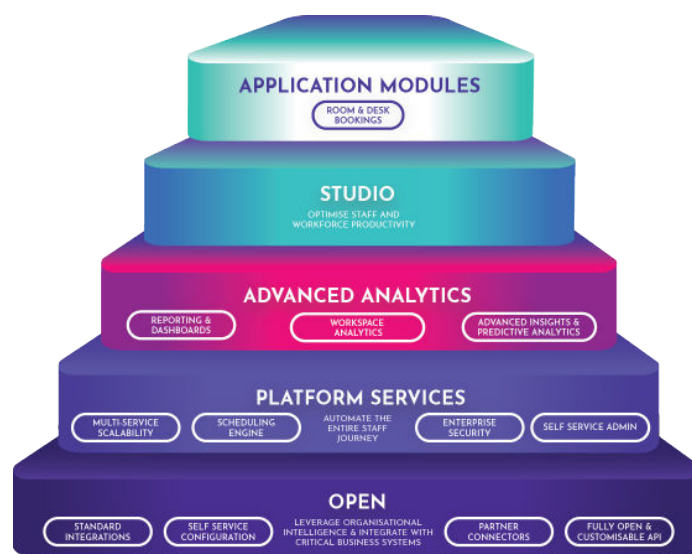 APPLICATION MODULES
ROOM & DESK
BOOKINGS
STUDIO
OPTIMISE STAFF AND
WORKFORCE PRODUCTIVITY
ADVANCED ANALYTICS
REPORTING &
DASHBOARDS
WORKSPACE
ANALYTICS
ADVANCED INSIGHTS &
PREDICTIVE ANALYTICS
PLATFORM SERVICES
MULTI-SERVICE
SCALABILITY
SCHEDULING
ENGINE
AUTOMATE THE
ENTIRE STAFF
JOURNEY
ENTERPRISE
SECURITY
SELF SERVICE ADMIN
OPEN
STANDARD
INTEGRATIONS
SELF SERVICE
CONFIGURATION
LEVERAGE ORGANISATIONAL
INTELLIGENCE & INTEGRATE WITH
CRITICAL BUSINESS SYSTEMS
PARTNER
CONNECTORS
FULLY OPEN &
CUSTOMISABLE API